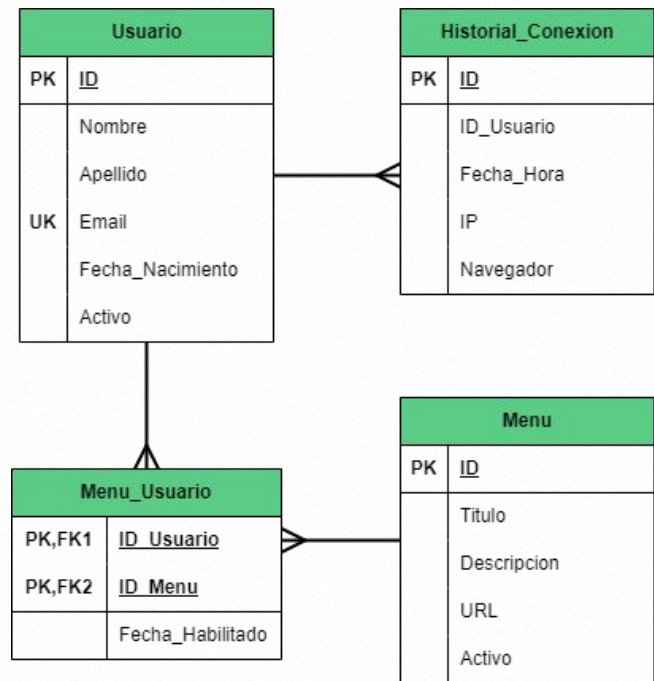 Usuario
PK ID
Nombre
Apellido
UK Email
Fecha_Nacimiento
Activo
Historial_Conexion
PK ID
ID_Usuario
Fecha_Hora
IP
Navegador
Menu_Usuario
PK,FK1 ID_Usuario
PK,FK2 ID_Menu
Fecha_Habilitado
Menu
PK ID
Titulo
Descripcion
URL
Activo